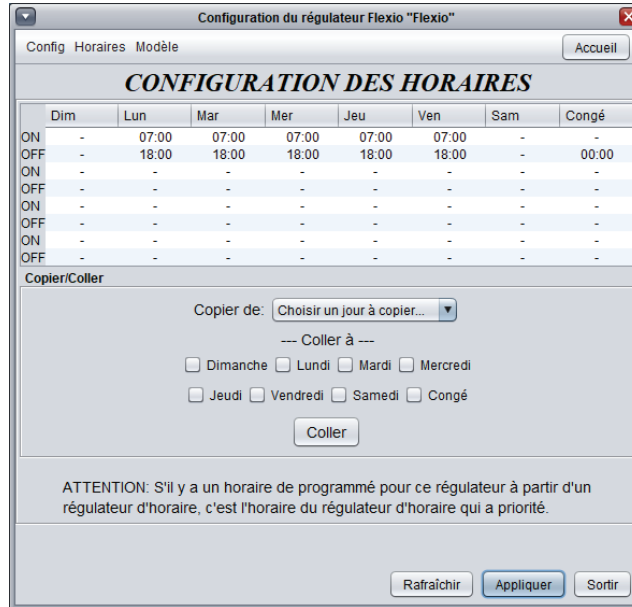 Configuration du régulateur Flexio "Flexio"
Config Horaires Modèle Accueil
CONFIGURATION DES HORAIRES
Dim Lun Mar Mer Jeu Ven Sam Congé
ON - 07:00 07:00 07:00 07:00 07:00 - -
OFF - 18:00 18:00 18:00 18:00 18:00 - 00:00
ON - - - - - - - -
OFF - - - - - - - -
ON - - - - - - - -
OFF - - - - - - - -
ON - - - - - - - -
OFF - - - - - - - -
Copier/Coller
Copier de: Choisir un jour à copier...
--- Coller à ---
Dimanche Lundi Mardi Mercredi
Jeudi Vendredi Samedi Congé
Coller
ATTENTION: S'il y a un horaire de programmé pour ce régulateur à partir d'un
régulateur d'horaire, c'est l'horaire du régulateur d'horaire qui a priorité.
Rafraîchir Appliquer Sortir